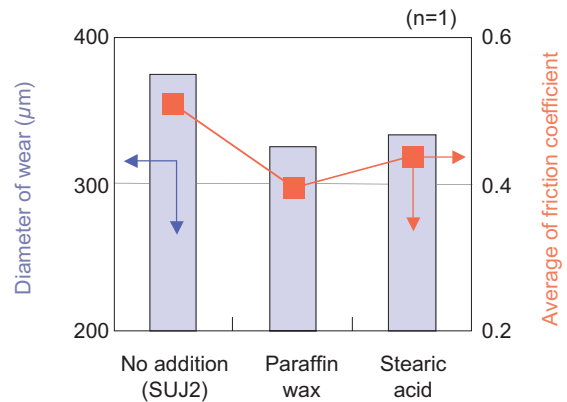 (n=1)
400
300
200
Diameter of wear (µm)
0.6
0.4
0.2
Average of friction coefficient
No addition
(SUJ2)
Paraffin
wax
Stearic
acid